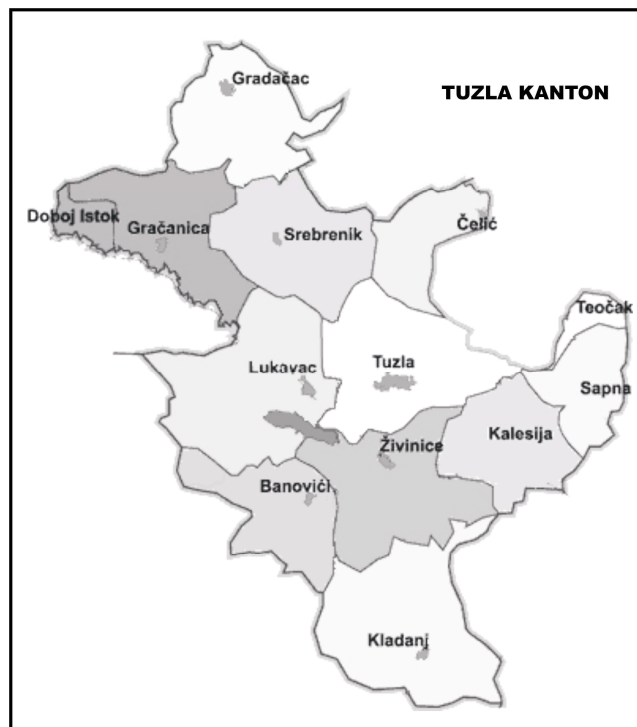 Gradačac
TUZLA KANTON
Doboj Istok
Gračanica
Srebrenik
Čelić
Teočak
Lukavac
Tuzla
Sapna
Živinice
Kalesija
Banovići
Kladanj